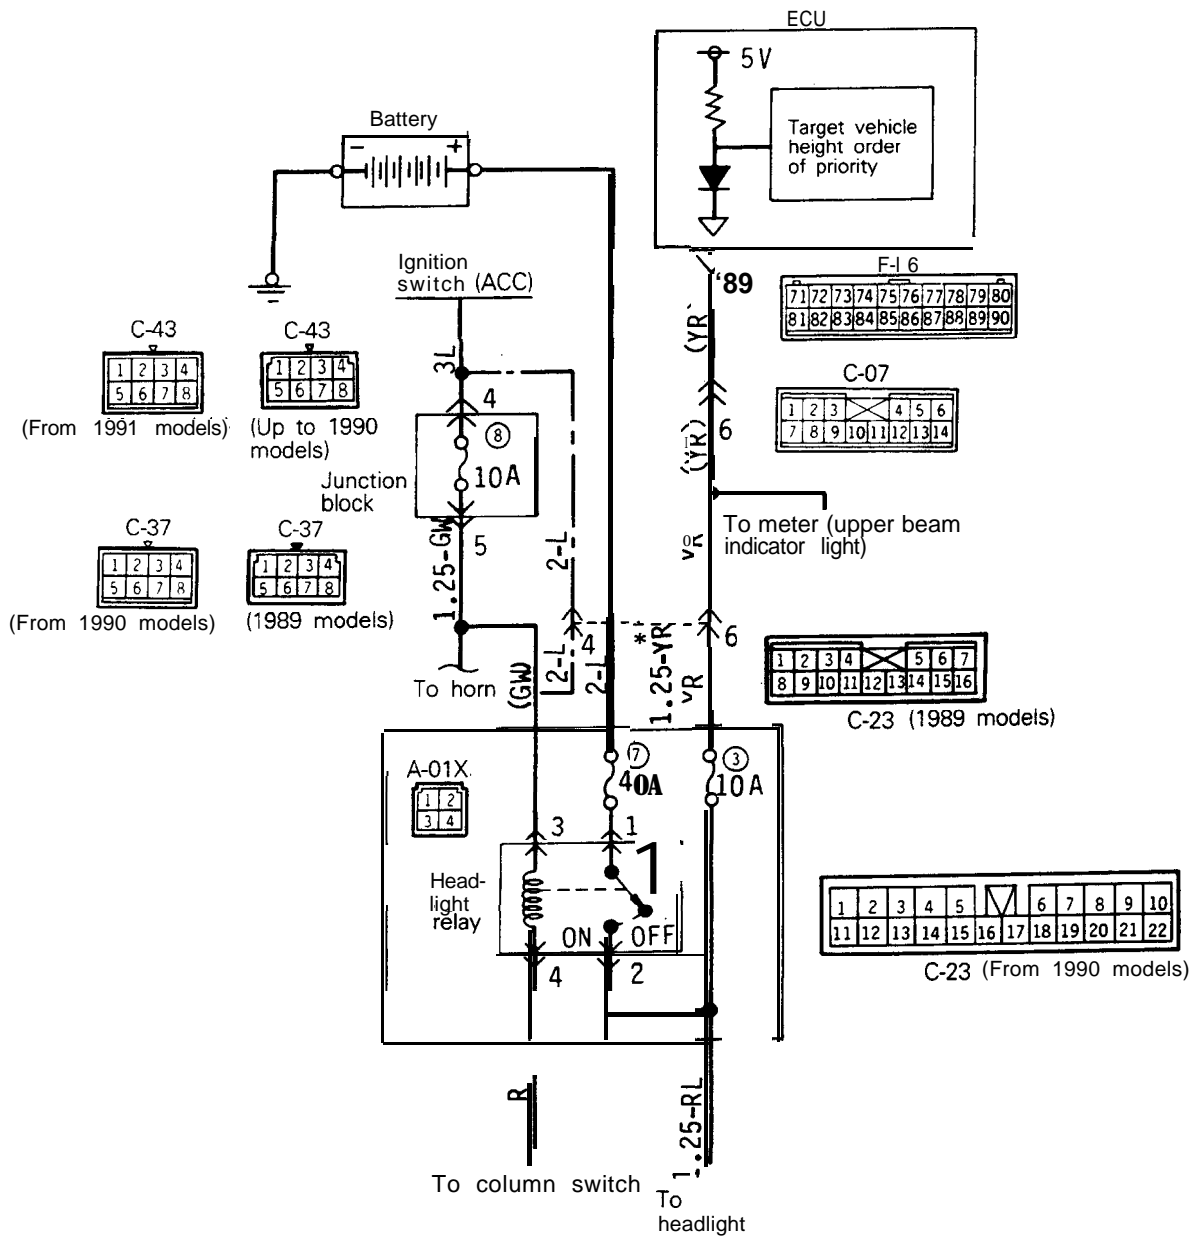 ECU
5V
Target vehicle
height order
of priority
Battery
- +
Ignition
switch (ACC)
'89
F-I 6
71 72 73 74 75 76 77 78 79 80
81 82 83 84 85 86 87 88 89 90
(YR
C-43
1 2 3 4
5 6 7 8
(From 1991 models)
C-43
1 2 3 4
5 6 7 8
(Up to 1990
models)
3L
4
8
10A
Junction
block
5
1.25-GW
2-L
C-07
1 2 3 4 5 6
7 8 9 10 11 12 13 14
6
(YR)
To meter (upper beam
indicator light)
C-37
1 2 3 4
5 6 7 8
(From 1990 models)
C-37
1 2 3 4
5 6 7 8
(1989 models)
To horn
(GW)
4
2-L
2-L
*
1.25-YR
6
1 2 3 4 5 6 7
8 9 10 11 12 13 14 15 16
C-23 (1989 models)
A-01X
1 2
3 4
7
40A
3
10A
3
1
1
Head-
light
relay
ON OFF
4
2
1 2 3 4 5 6 7 8 9 10
11 12 13 14 15 16 17 18 19 20 21 22
C-23 (From 1990 models)
R
1.25-RL
To column switch
To
headlight